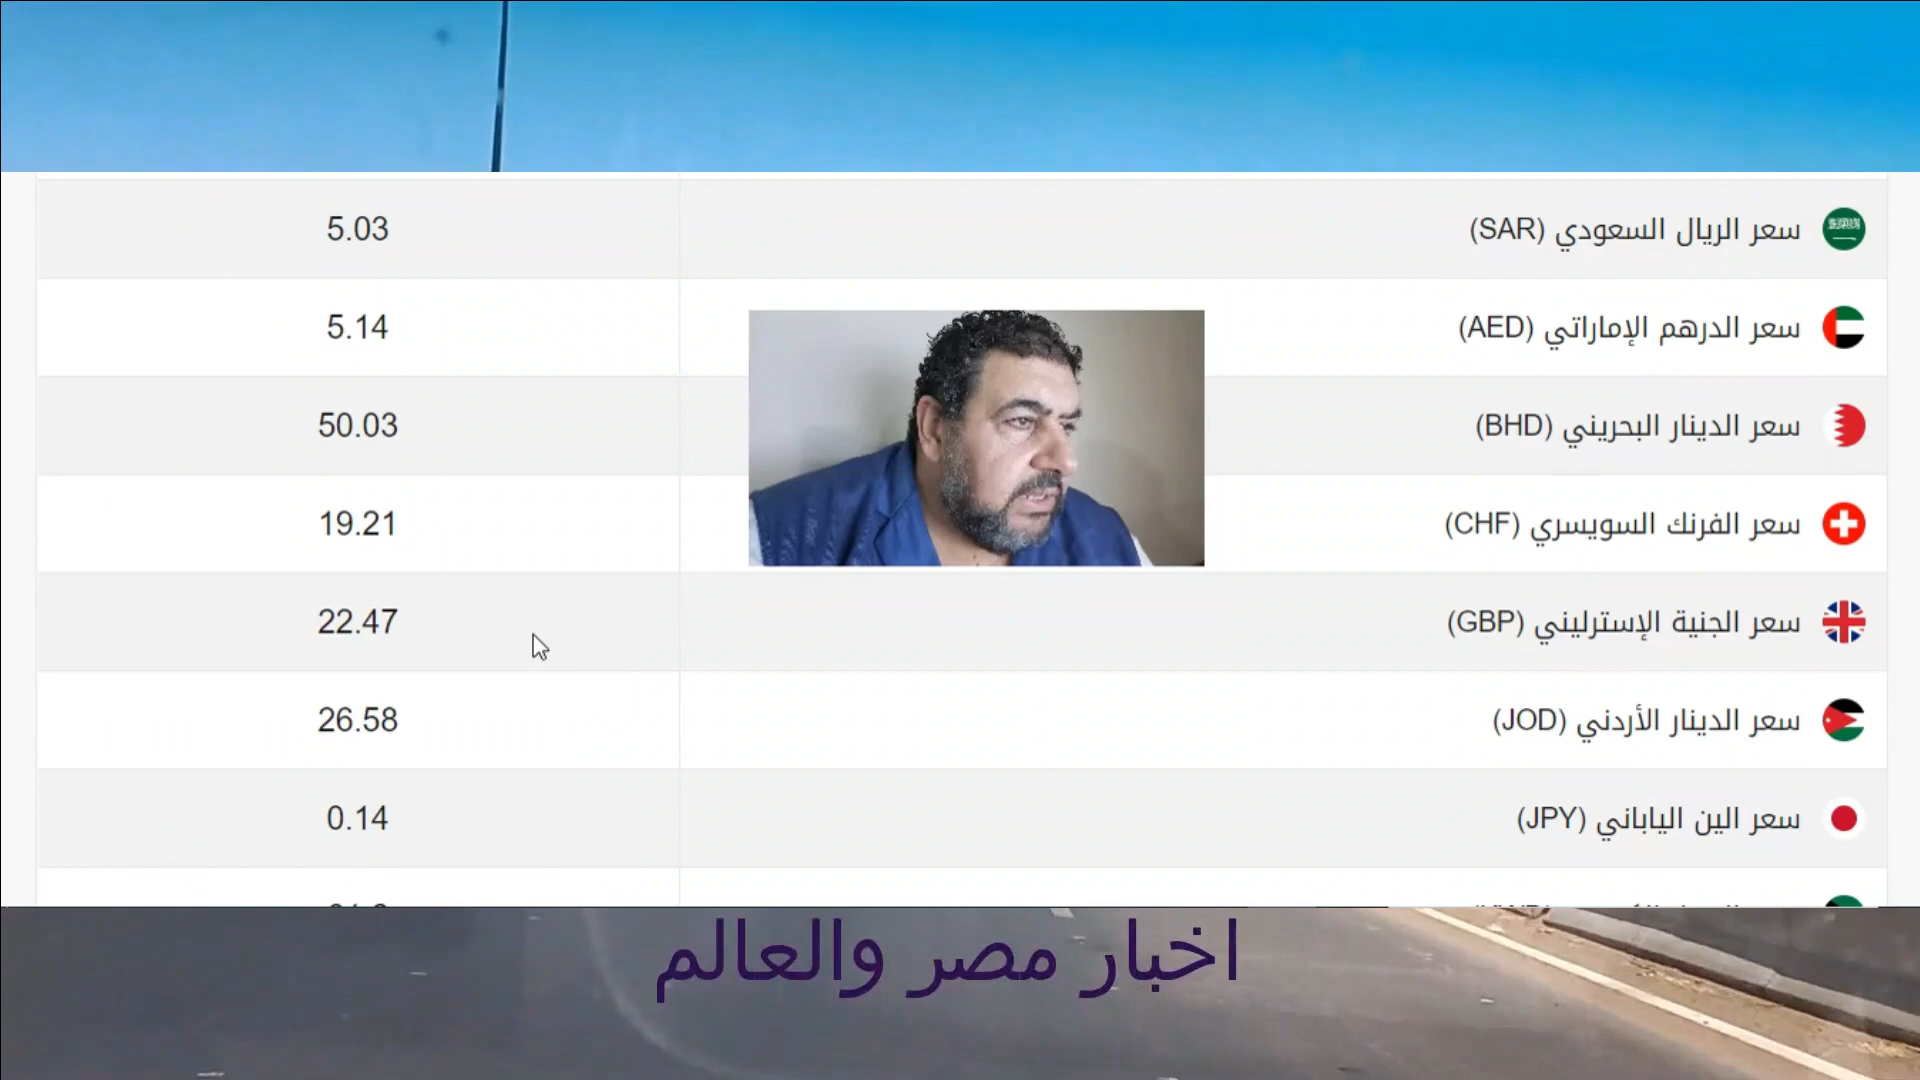 سعر الريال السعودي (SAR) 5.03
سعر الدرهم الإماراتي (AED) 5.14
سعر الدينار البحريني (BHD) 50.03
سعر الفرنك السويسري (CHF) 19.21
سعر الجنية الإسترليني (GBP) 22.47
سعر الدينار الأردني (JOD) 26.58
سعر الين الياباني (JPY) 0.14
اخبار مصر والعالم